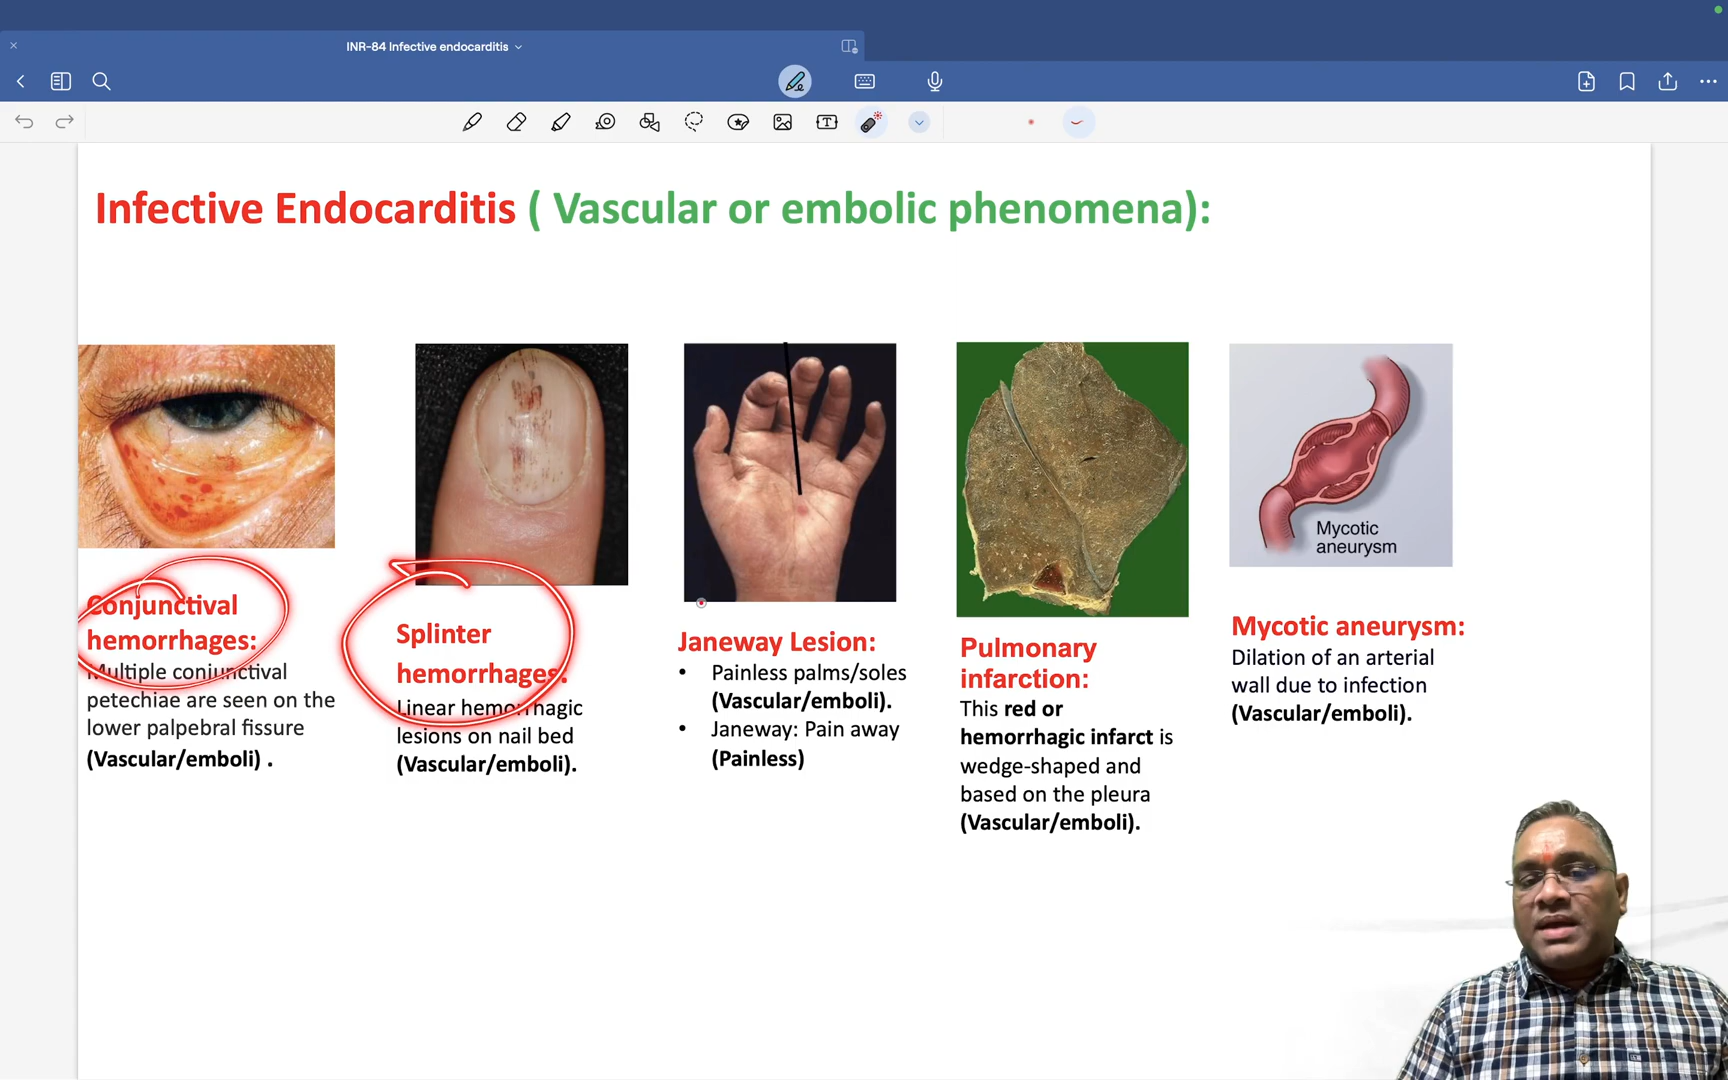 INR-84 Infective endocarditis
Infective Endocarditis ( Vascular or embolic phenomena):
Mycotic
aneurysm
Conjunctival
hemorrhages:
Multiple conjunctival
petechiae are seen on the
lower palpebral fissure
(Vascular/emboli) .
Splinter
hemorrhages:
Linear hemorrhagic
lesions on nail bed
(Vascular/emboli).
Janeway Lesion:
• Painless palms/soles
(Vascular/emboli).
• Janeway: Pain away
(Painless)
Pulmonary
infarction:
This red or
hemorrhagic infarct is
wedge-shaped and
based on the pleura
(Vascular/emboli).
Mycotic aneurysm:
Dilation of an arterial
wall due to infection
(Vascular/emboli).